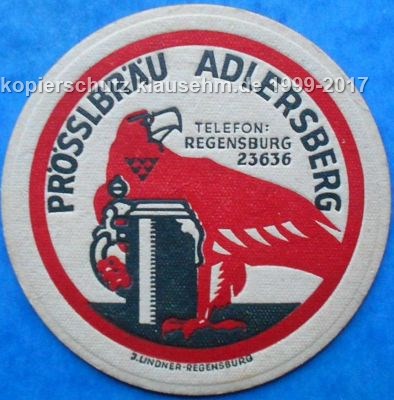 PRÖSSLBRÄU ADLERSBERG
kopierschutz klausehm.de 1999-2017
TELEFON:
REGENSBURG
23636
J. LINDNER-REGENSBURG